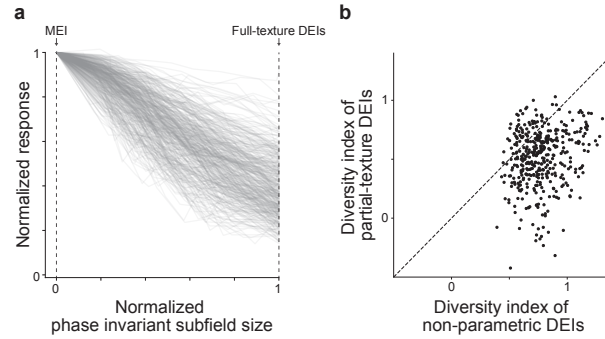 a
MEI
Full-texture DEIs
1
Normalized response
0
0
1
Normalized
phase invariant subfield size
b
Diversity index of
partial-texture DEIs
1
0
0
1
Diversity index of
non-parametric DEIs